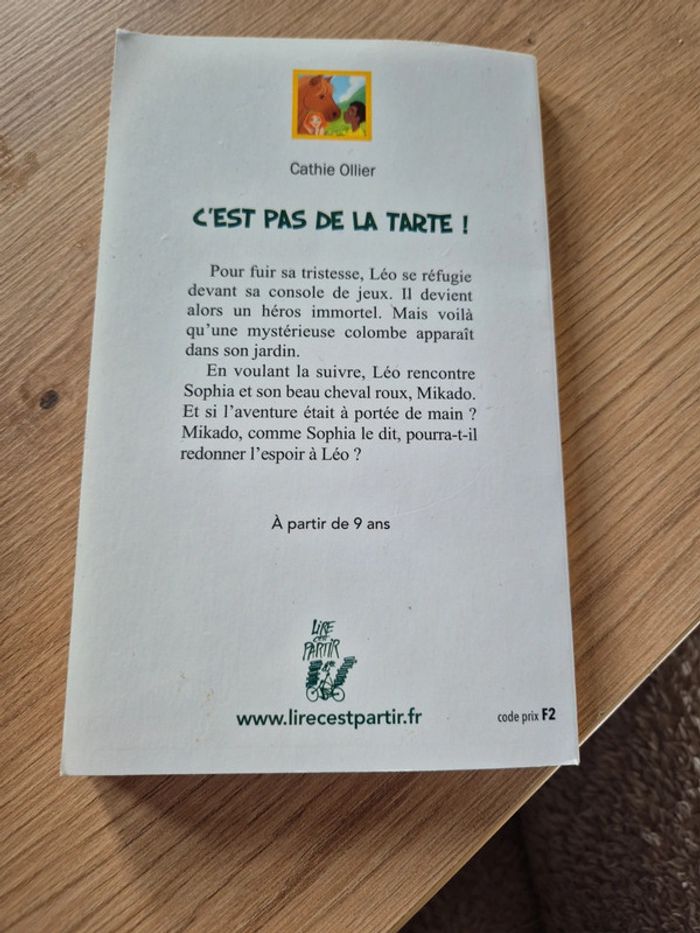 Cathie Ollier
C'EST PAS DE LA TARTE !
Pour fuir sa tristesse, Léo se réfugie
devant sa console de jeux. Il devient
alors un héros immortel. Mais voilà
qu'une mystérieuse colombe apparaît
dans son jardin.
En voulant la suivre, Léo rencontre
Sophia et son beau cheval roux, Mikado.
Et si l'aventure était à portée de main ?
Mikado, comme Sophia le dit, pourra-t-il
redonner l'espoir à Léo ?
À partir de 9 ans
LIRE
C'EST
PARTIR
www.lirecestpartir.fr
code prix F2